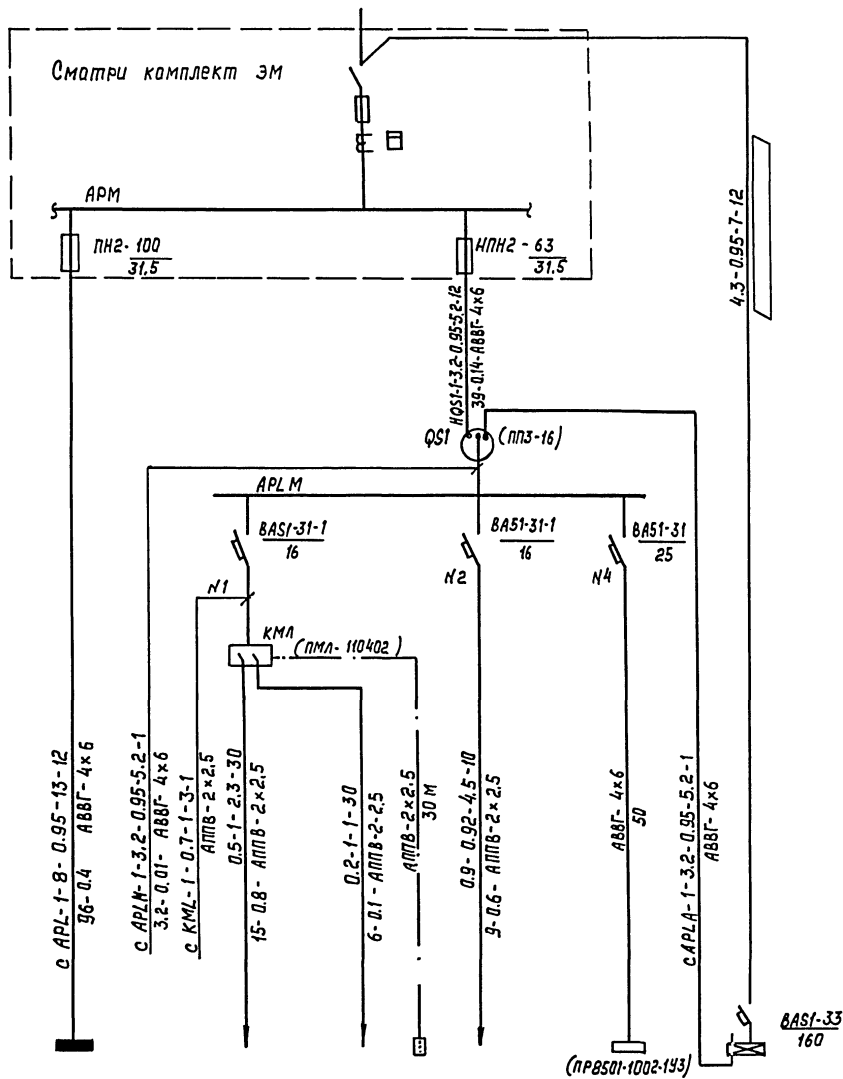 Смотри комплект ЭМ
АРМ
ПН2- 100
31,5
НПН2 - 63
31,5
4.3-0.95-7-12
HQS1-1-3.2-0.95-5.2-12
39-0.14-АВВГ-4х6
QS1
(ПП3-16)
APLM
ВА51-31-1
16
ВА51-31-1
16
ВА51-31
25
N1
N2
N4
КМЛ
(ПМЛ-110402)
с APL-1-8-0.95-13-12
96-0.4 АВВГ-4х6
с APLM-1-3,2-0.95-5.2-1
3.2-0.01- АВВГ-4х6
с KML-1-0.7-1-3-1
АППВ-2х2,5
0.5-1-2,3-30
15-0.8-АППВ-2х2,5
0.2-1-1-30
6-0.1-АППВ-2-2,5
АППВ-2х2.5
30 М
0.9-0.92-4.5-10
9-0.6-АППВ-2х2,5
АВВГ-4х6
50
сAPLA-1-3.2-0.95-5.2-1
АВВГ-4х6
(ПР8501-1002-1У3)
ВА51-33
160